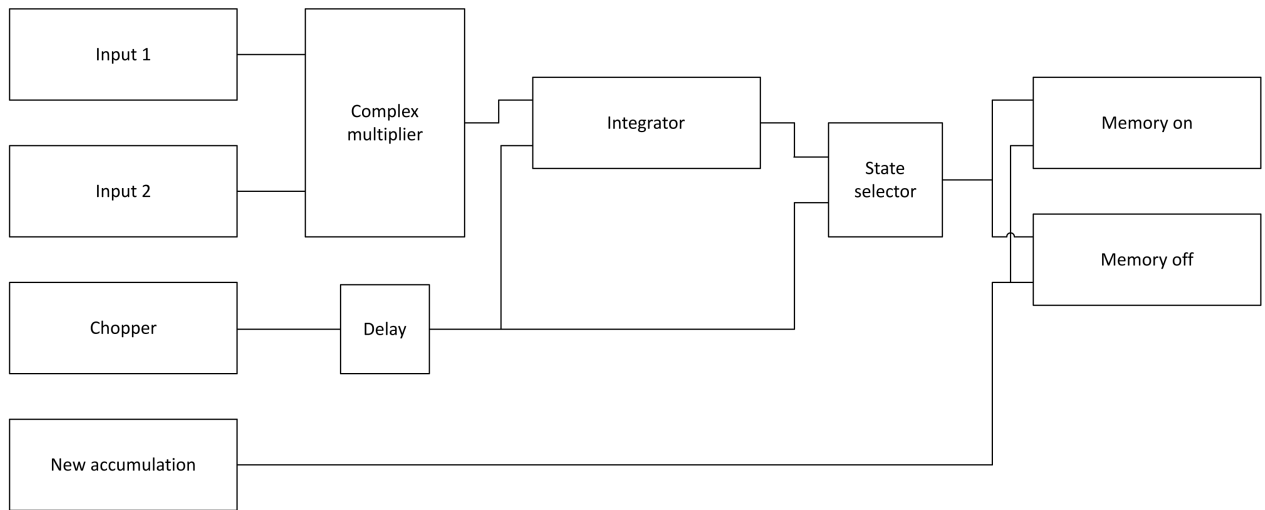 Input 1
Input 2
Chopper
New accumulation
Complex
multiplier
Delay
Integrator
State
selector
Memory on
Memory off